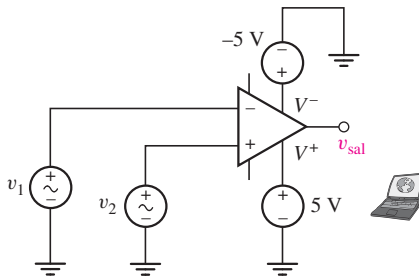 –5 V
–
+
V⁻
–
+
v_sal
V⁺
v₁
+
–
v₂
+
–
+
–
5 V